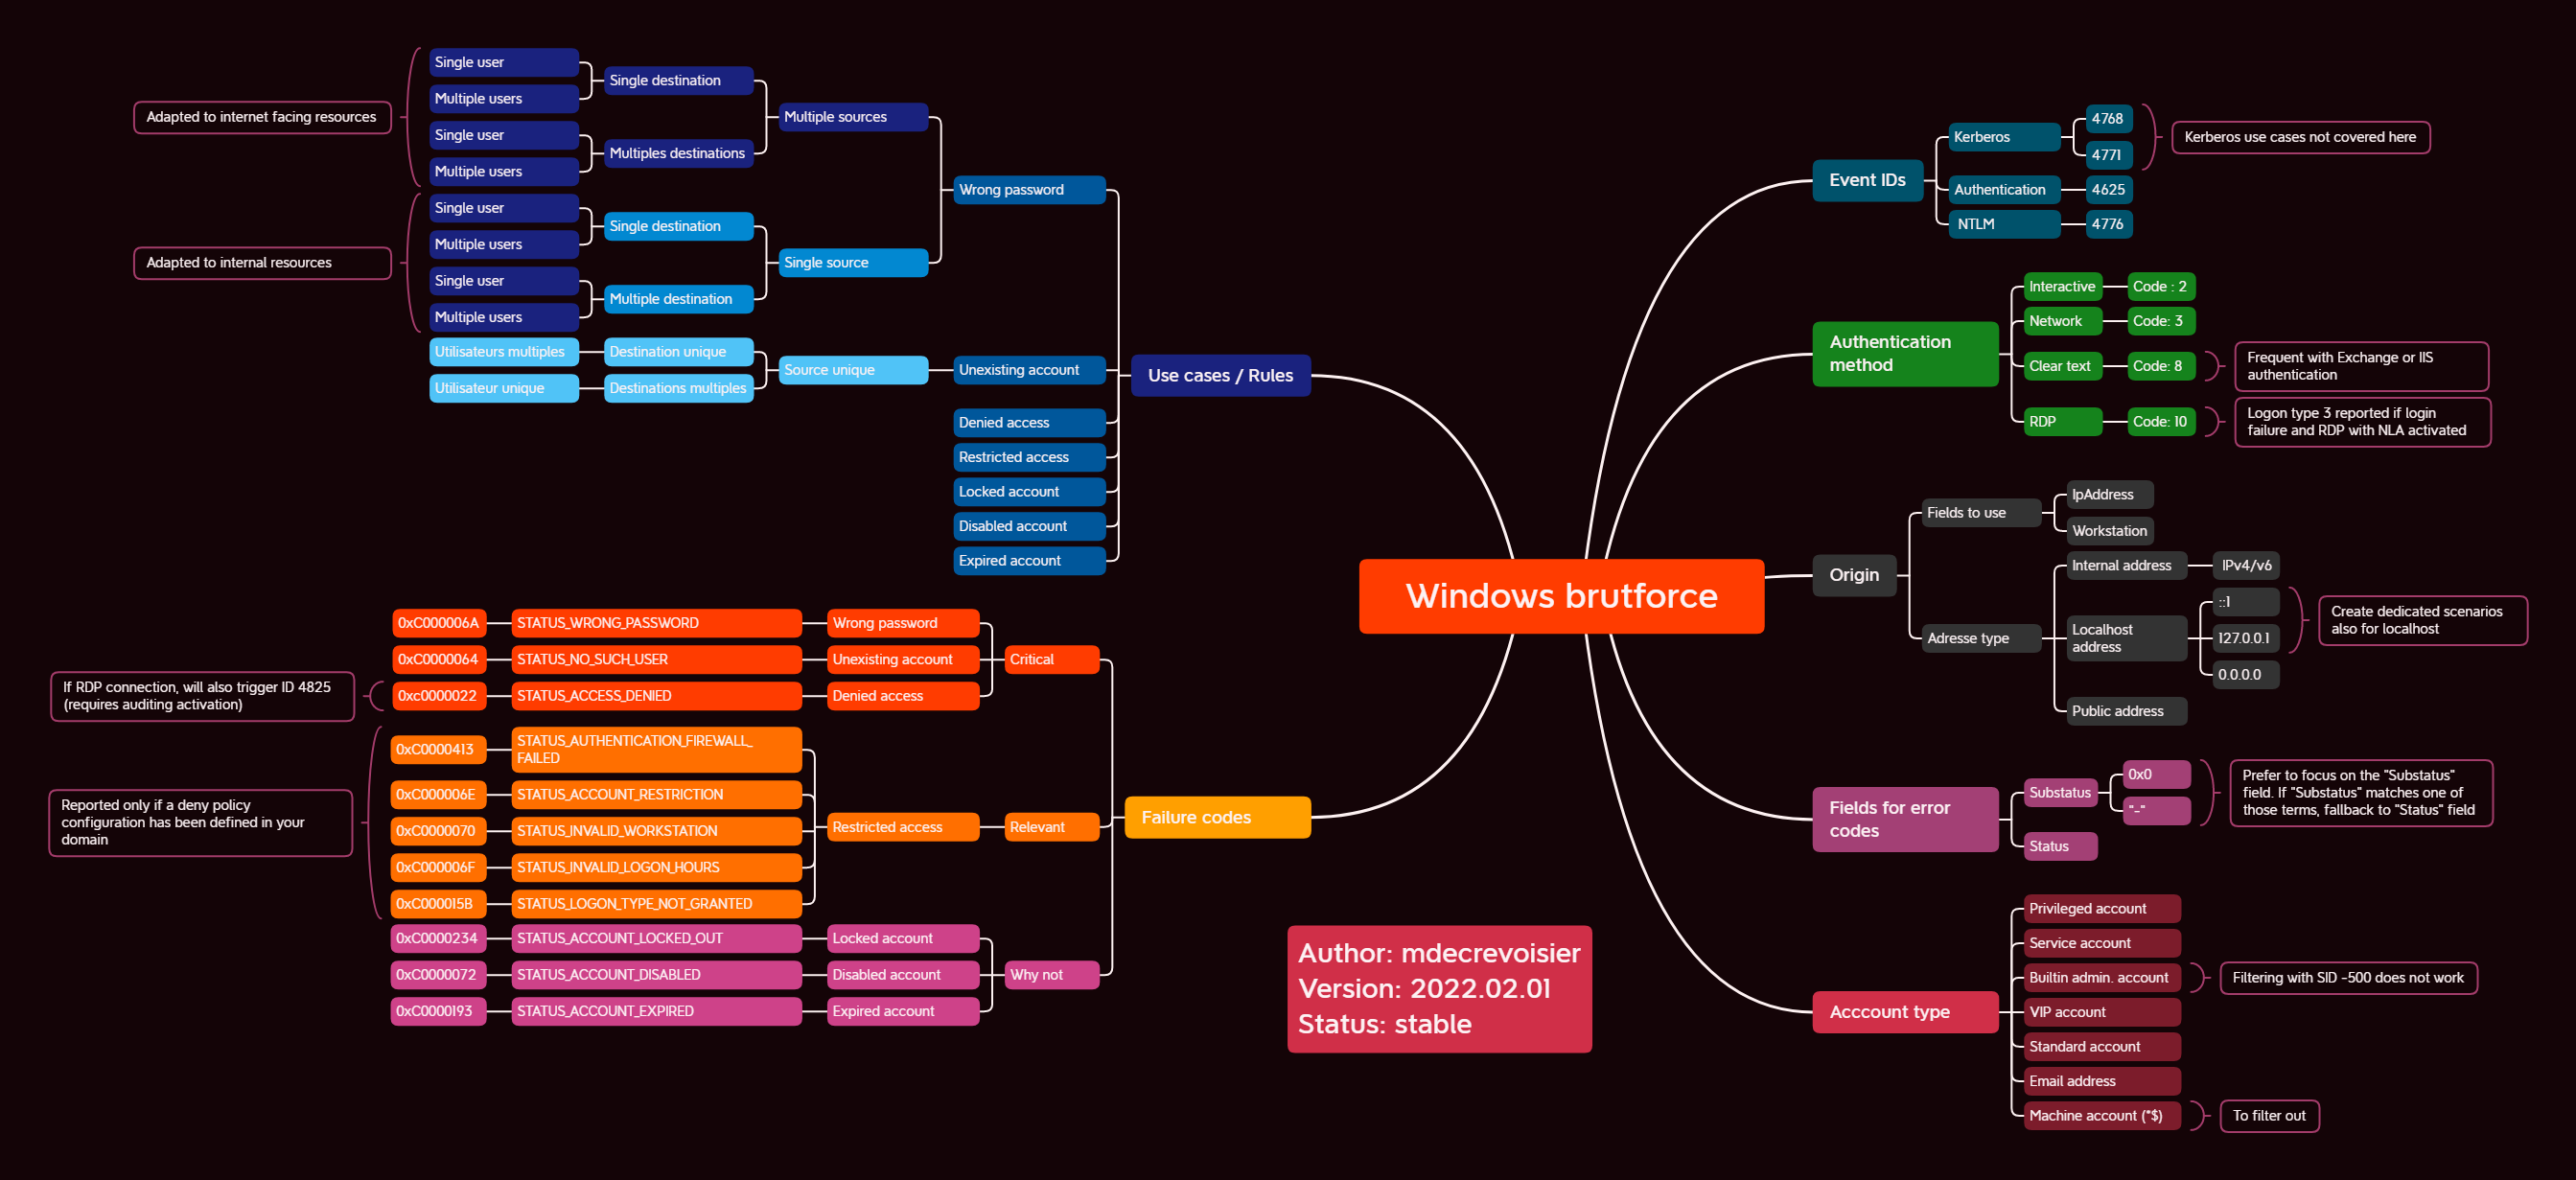 Windows brutforce
Use cases / Rules
Wrong password
Multiple sources
Single destination
Single user
Multiple users
Multiples destinations
Single user
Multiple users
Adapted to internet facing resources
Single source
Single destination
Single user
Multiple users
Multiple destination
Single user
Multiple users
Adapted to internal resources
Unexisting account
Source unique
Destination unique
Utilisateurs multiples
Destinations multiples
Utilisateur unique
Denied access
Restricted access
Locked account
Disabled account
Expired account
Failure codes
Critical
Wrong password
STATUS_WRONG_PASSWORD
0xC000006A
Unexisting account
STATUS_NO_SUCH_USER
0xC0000064
Denied access
STATUS_ACCESS_DENIED
0xc0000022
If RDP connection, will also trigger ID 4825
(requires auditing activation)
Relevant
Restricted access
STATUS_AUTHENTICATION_FIREWALL_
FAILED
0xC0000413
STATUS_ACCOUNT_RESTRICTION
0xC000006E
STATUS_INVALID_WORKSTATION
0xC0000070
STATUS_INVALID_LOGON_HOURS
0xC000006F
STATUS_LOGON_TYPE_NOT_GRANTED
0xC000015B
Reported only if a deny policy
configuration has been defined in your
domain
Why not
Locked account
STATUS_ACCOUNT_LOCKED_OUT
0xC0000234
Disabled account
STATUS_ACCOUNT_DISABLED
0xC0000072
Expired account
STATUS_ACCOUNT_EXPIRED
0xC0000193
Event IDs
Kerberos
4768
4771
Kerberos use cases not covered here
Authentication
4625
NTLM
4776
Authentication
method
Interactive
Code : 2
Network
Code: 3
Clear text
Code: 8
Frequent with Exchange or IIS
authentication
RDP
Code: 10
Logon type 3 reported if login
failure and RDP with NLA activated
Origin
Fields to use
IpAddress
Workstation
Adresse type
Internal address
IPv4/v6
Localhost
address
::1
127.0.0.1
0.0.0.0
Create dedicated scenarios
also for localhost
Public address
Fields for error
codes
Substatus
0x0
"-"
Prefer to focus on the "Substatus"
field. If "Substatus" matches one of
those terms, fallback to "Status" field
Status
Acccount type
Privileged account
Service account
Builtin admin. account
Filtering with SID -500 does not work
VIP account
Standard account
Email address
Machine account (*$)
To filter out
Author: mdecrevoisier
Version: 2022.02.01
Status: stable